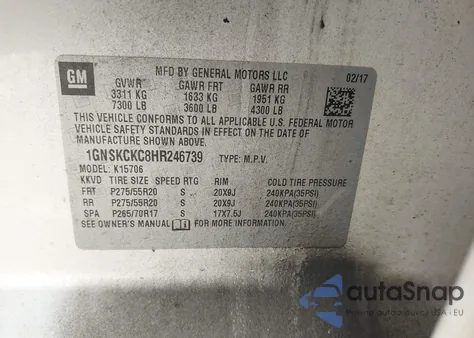 GM
MFD BY GENERAL MOTORS LLC 02/17
GVWR GAWR FRT GAWR RR
3311 KG 1633 KG 1951 KG
7300 LB 3600 LB 4300 LB
THIS VEHICLE CONFORMS TO ALL APPLICABLE U.S. FEDERAL MOTOR
VEHICLE SAFETY STANDARDS IN EFFECT ON THE DATE OF
MANUFACTURE SHOWN ABOVE.
1GNSKCKC8HR246739 TYPE: M.P.V.
MODEL: K15706
KKVD TIRE SIZE SPEED RTG RIM COLD TIRE PRESSURE
FRT P275/55R20 S 20X9J 240KPA(35PSI)
RR P275/55R20 S 20X9J 240KPA(35PSI)
SPA P265/70R17 S 17X7.5J 240KPA(35PSI)
SEE OWNER'S MANUAL FOR MORE INFORMATION.
autoSnap
USA • EU